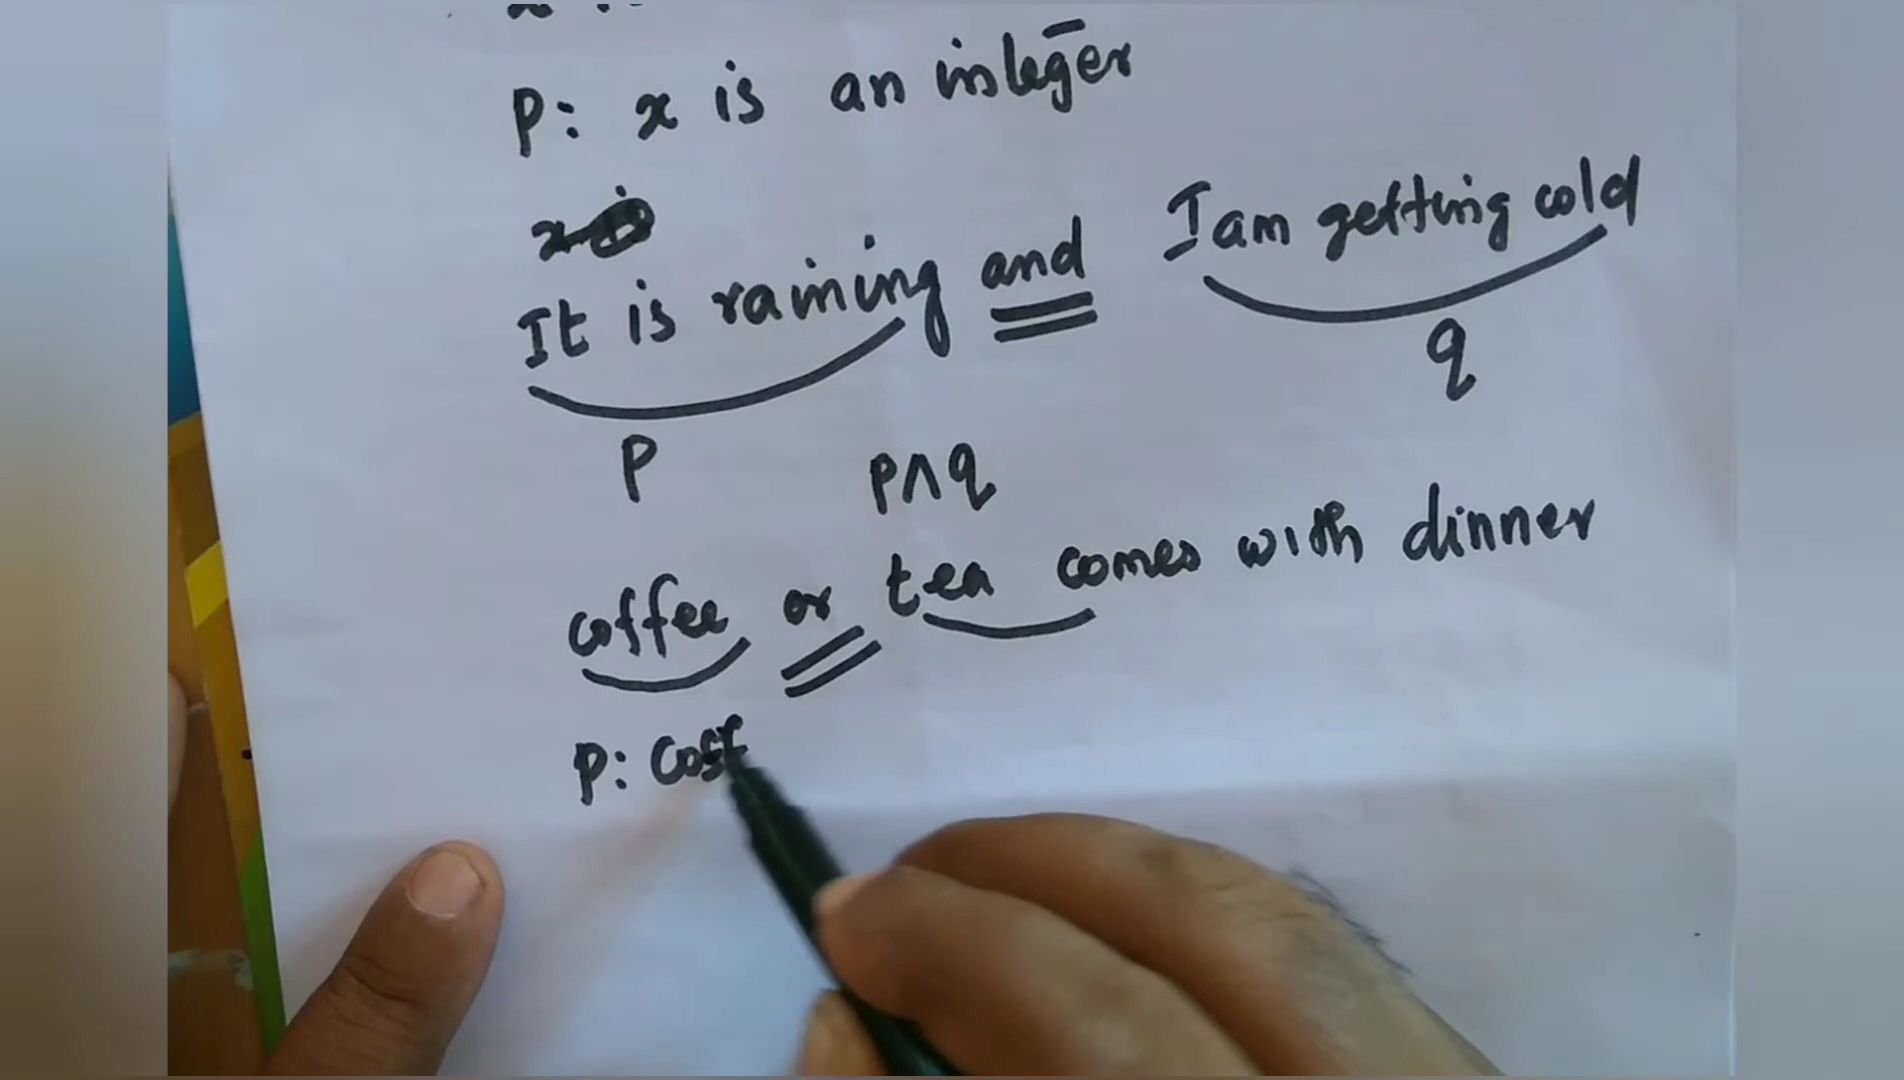 P: x is an integer
It is raining and I am getting cold
q
P
P∧q
coffee or tea comes with dinner
P: Coff